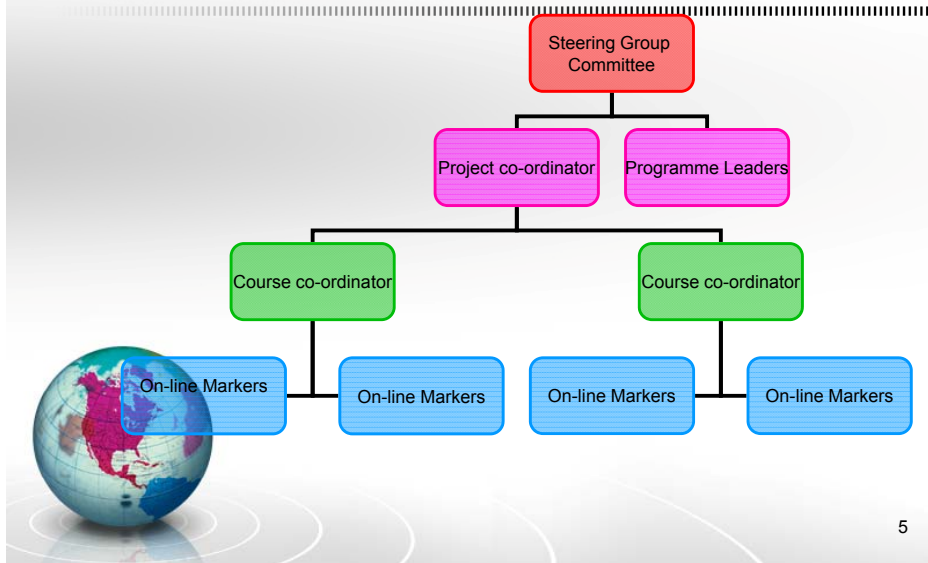 Steering Group
Committee
Project co-ordinator
Programme Leaders
Course co-ordinator
Course co-ordinator
On-line Markers
On-line Markers
On-line Markers
On-line Markers
5